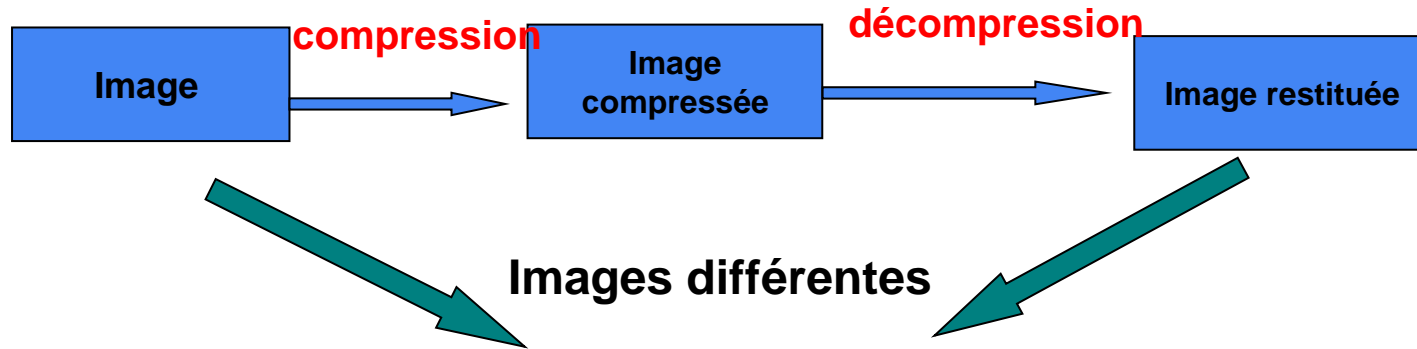 compression
décompression
Image
Image
compressée
Image restituée
Images différentes